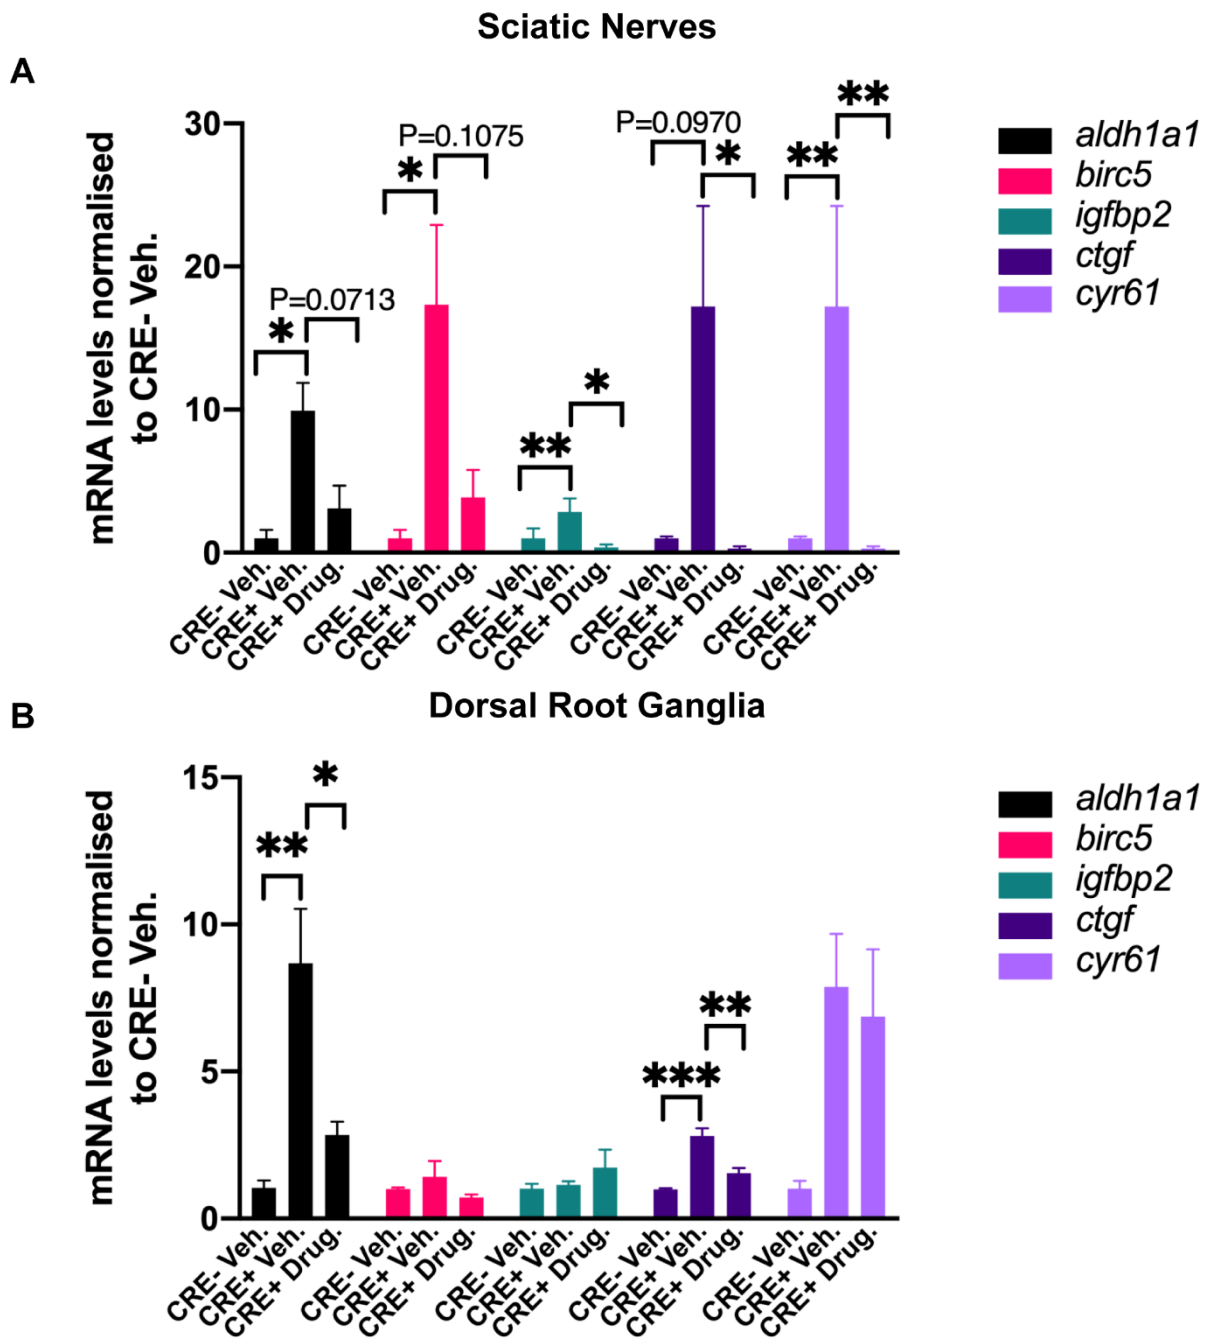 Sciatic Nerves
A
mRNA levels normalised
to CRE- Veh.
30
20
10
0
*
P=0.0713
*
P=0.1075
**
*
P=0.0970
*
**
**
CRE- Veh.
CRE+ Veh.
CRE+ Drug.
CRE- Veh.
CRE+ Veh.
CRE+ Drug.
CRE- Veh.
CRE+ Veh.
CRE+ Drug.
CRE- Veh.
CRE+ Veh.
CRE+ Drug.
CRE- Veh.
CRE+ Veh.
CRE+ Drug.
aldh1a1
birc5
igfbp2
ctgf
cyr61
Dorsal Root Ganglia
B
mRNA levels normalised
to CRE- Veh.
15
10
5
0
**
*
***
**
CRE- Veh.
CRE+ Veh.
CRE+ Drug.
CRE- Veh.
CRE+ Veh.
CRE+ Drug.
CRE- Veh.
CRE+ Veh.
CRE+ Drug.
CRE- Veh.
CRE+ Veh.
CRE+ Drug.
CRE- Veh.
CRE+ Veh.
CRE+ Drug.
aldh1a1
birc5
igfbp2
ctgf
cyr61